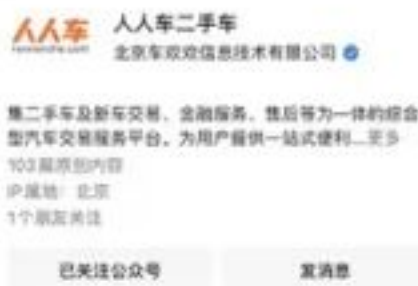 人人车
renrenche.com
人人车二手车
北京车欢欢信息技术有限公司
集二手车及新车交易、金融服务、售后等为一体的综合
型汽车交易服务平台。为用户提供一站式便利...更多
103篇原创内容
IP属地：北京
1个朋友关注
已关注公众号
发消息